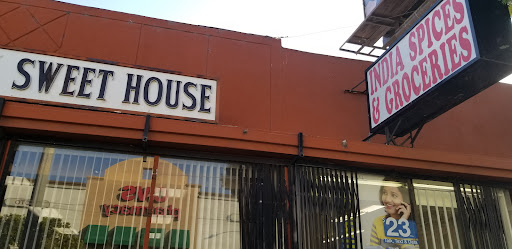 SWEET HOUSE
INDIA SPICES
& GROCERIES
23